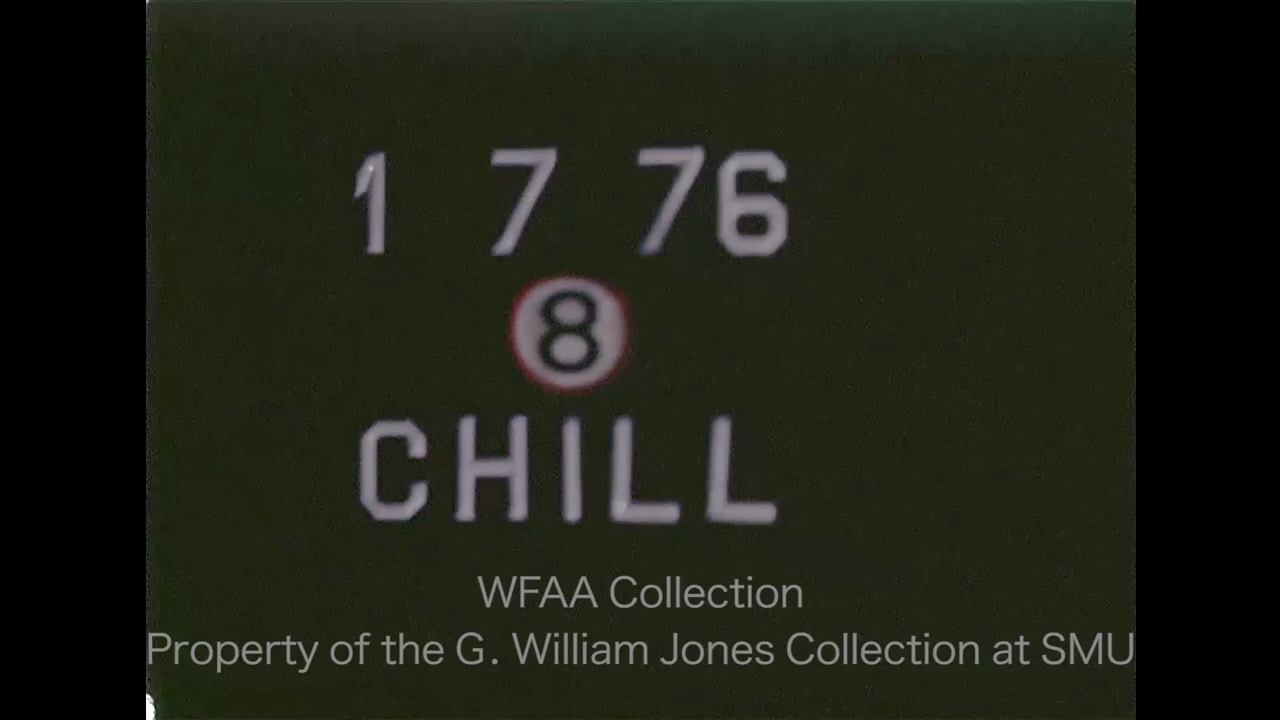 1 7 76
8
CHILL
WFAA Collection
Property of the G. William Jones Collection at SMU